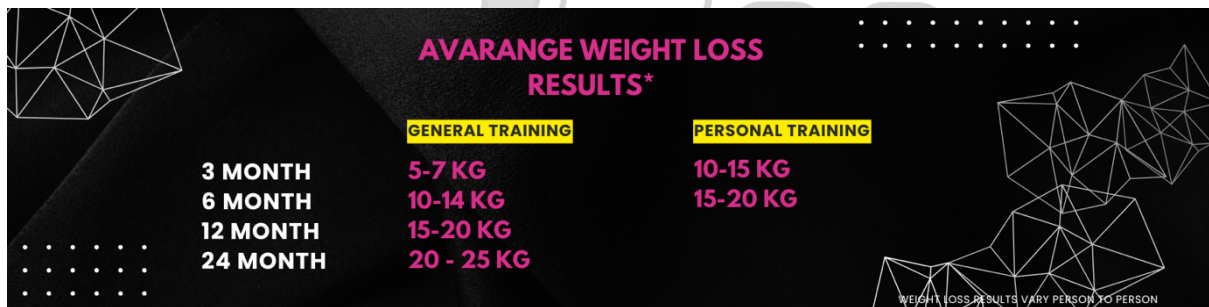 AVARANGE WEIGHT LOSS
RESULTS*
GENERAL TRAINING PERSONAL TRAINING
3 MONTH 5-7 KG 10-15 KG
6 MONTH 10-14 KG 15-20 KG
12 MONTH 15-20 KG
24 MONTH 20 - 25 KG
WEIGHT LOSS RESULTS VARY PERSON TO PERSON